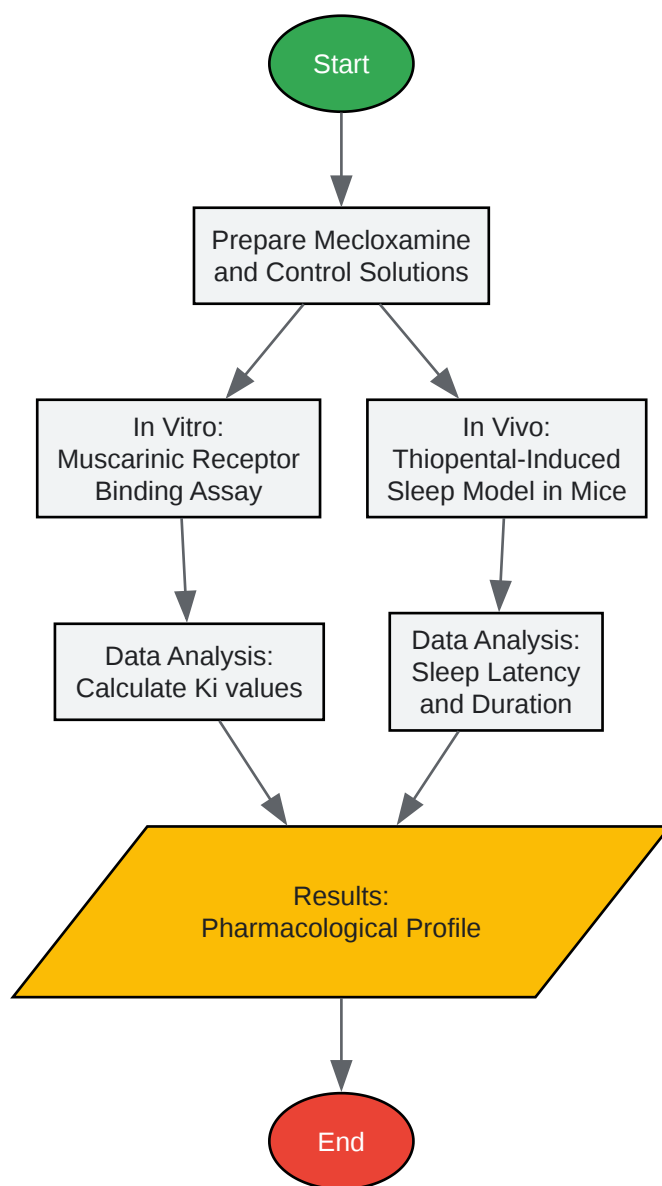 Start
Prepare Mecloxamine
and Control Solutions
In Vitro:
Muscarinic Receptor
Binding Assay
In Vivo:
Thiopental-Induced
Sleep Model in Mice
Data Analysis:
Calculate Ki values
Data Analysis:
Sleep Latency
and Duration
Results:
Pharmacological Profile
End